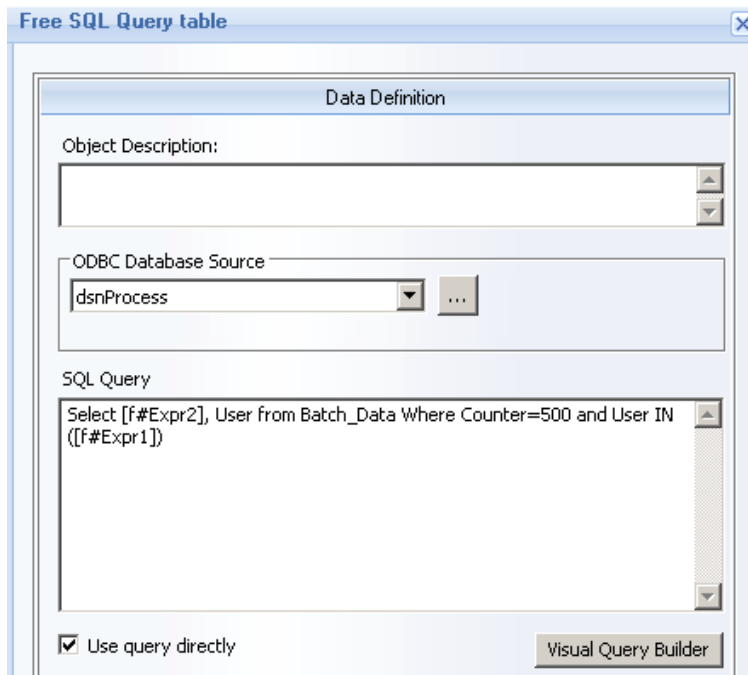 Free SQL Query table
Data Definition
Object Description:
ODBC Database Source
dsnProcess
...
SQL Query
Select [f#Expr2], User from Batch_Data Where Counter=500 and User IN
([f#Expr1])
Use query directly
Visual Query Builder